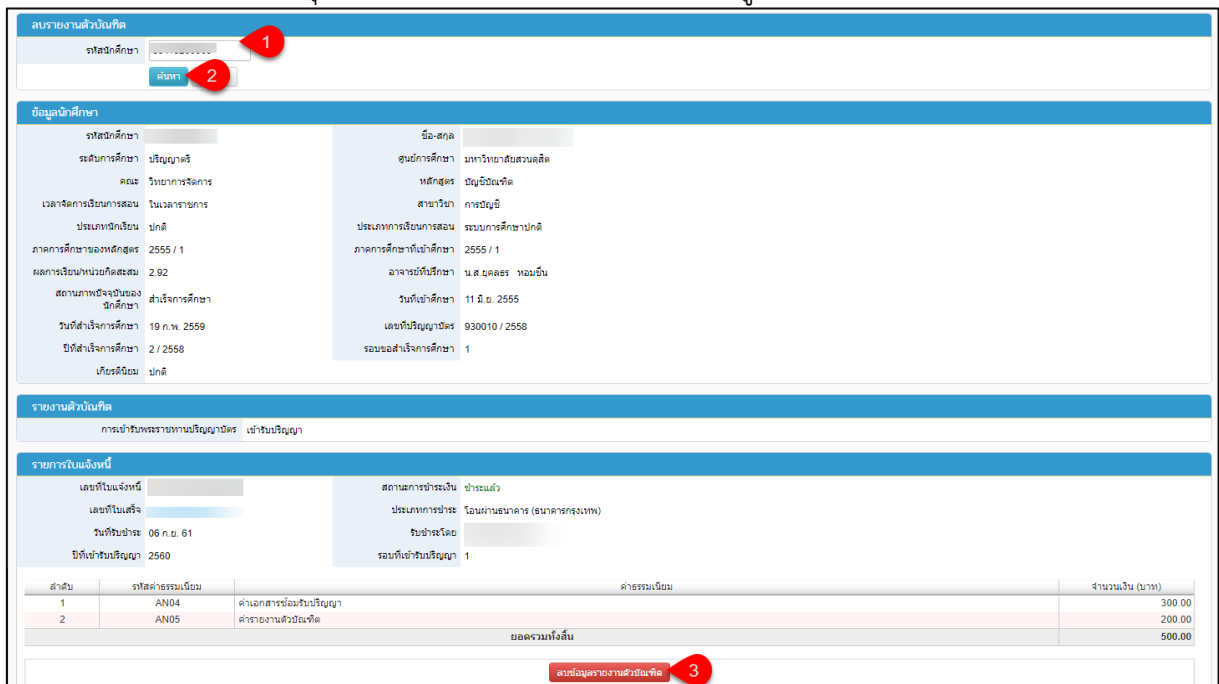 ลบรายงานตัวบัณฑิต
รหัสนักศึกษา 1
ค้นหา 2
ข้อมูลนักศึกษา
รหัสนักศึกษา ชื่อ-สกุล
ระดับการศึกษา ปริญญาตรี ศูนย์การศึกษา มหาวิทยาลัยสวนดุสิต
คณะ วิทยาการจัดการ หลักสูตร บัญชีบัณฑิต
เวลาจัดการเรียนการสอน ในเวลาราชการ สาขาวิชา การบัญชี
ประเภทนักเรียน ปกติ ประเภทการเรียนการสอน ระบบการศึกษาปกติ
ภาคการศึกษาของหลักสูตร 2555 / 1 ภาคการศึกษาที่เข้าศึกษา 2555 / 1
ผลการเรียน/หน่วยกิตสะสม 2.92 อาจารย์ที่ปรึกษา น.ส.ยุคลธร หอมขึ้น
สถานภาพปัจจุบันของนักศึกษา สำเร็จการศึกษา วันที่เข้าศึกษา 11 มิ.ย. 2555
วันที่สำเร็จการศึกษา 19 ก.พ. 2559 เลขที่ปริญญาบัตร 930010 / 2558
ปีที่สำเร็จการศึกษา 2 / 2558 รอบขอสำเร็จการศึกษา 1
เกียรตินิยม ปกติ
รายงานตัวบัณฑิต
การเข้ารับพระราชทานปริญญาบัตร เข้ารับปริญญา
รายการใบแจ้งหนี้
เลขที่ใบแจ้งหนี้ สถานะการชำระเงิน ชำระแล้ว
เลขที่ใบเสร็จ ประเภทการชำระ โอนผ่านธนาคาร (ธนาคารกรุงเทพ)
วันที่รับชำระ 06 ก.ย. 61 รับชำระโดย
ปีที่เข้ารับปริญญา 2560 รอบที่เข้ารับปริญญา 1
ลำดับ รหัสค่าธรรมเนียม ค่าธรรมเนียม จำนวนเงิน (บาท)
1 AN04 ค่าเอกสารซ้อมรับปริญญา 300.00
2 AN05 ค่ารายงานตัวบัณฑิต 200.00
ยอดรวมทั้งสิ้น 500.00
ลบข้อมูลรายงานตัวบัณฑิต 3